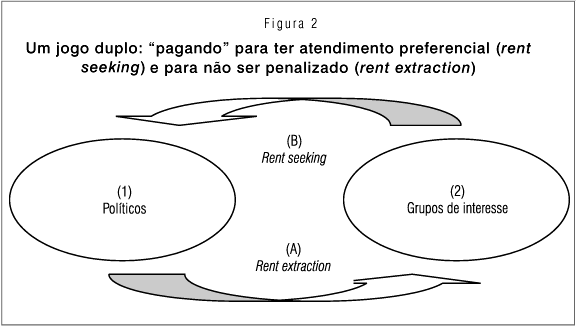 Figura 2
Um jogo duplo: “pagando” para ter atendimento preferencial (rent
seeking) e para não ser penalizado (rent extraction)
(B)
Rent seeking
(1)
Políticos
(2)
Grupos de interesse
(A)
Rent extraction